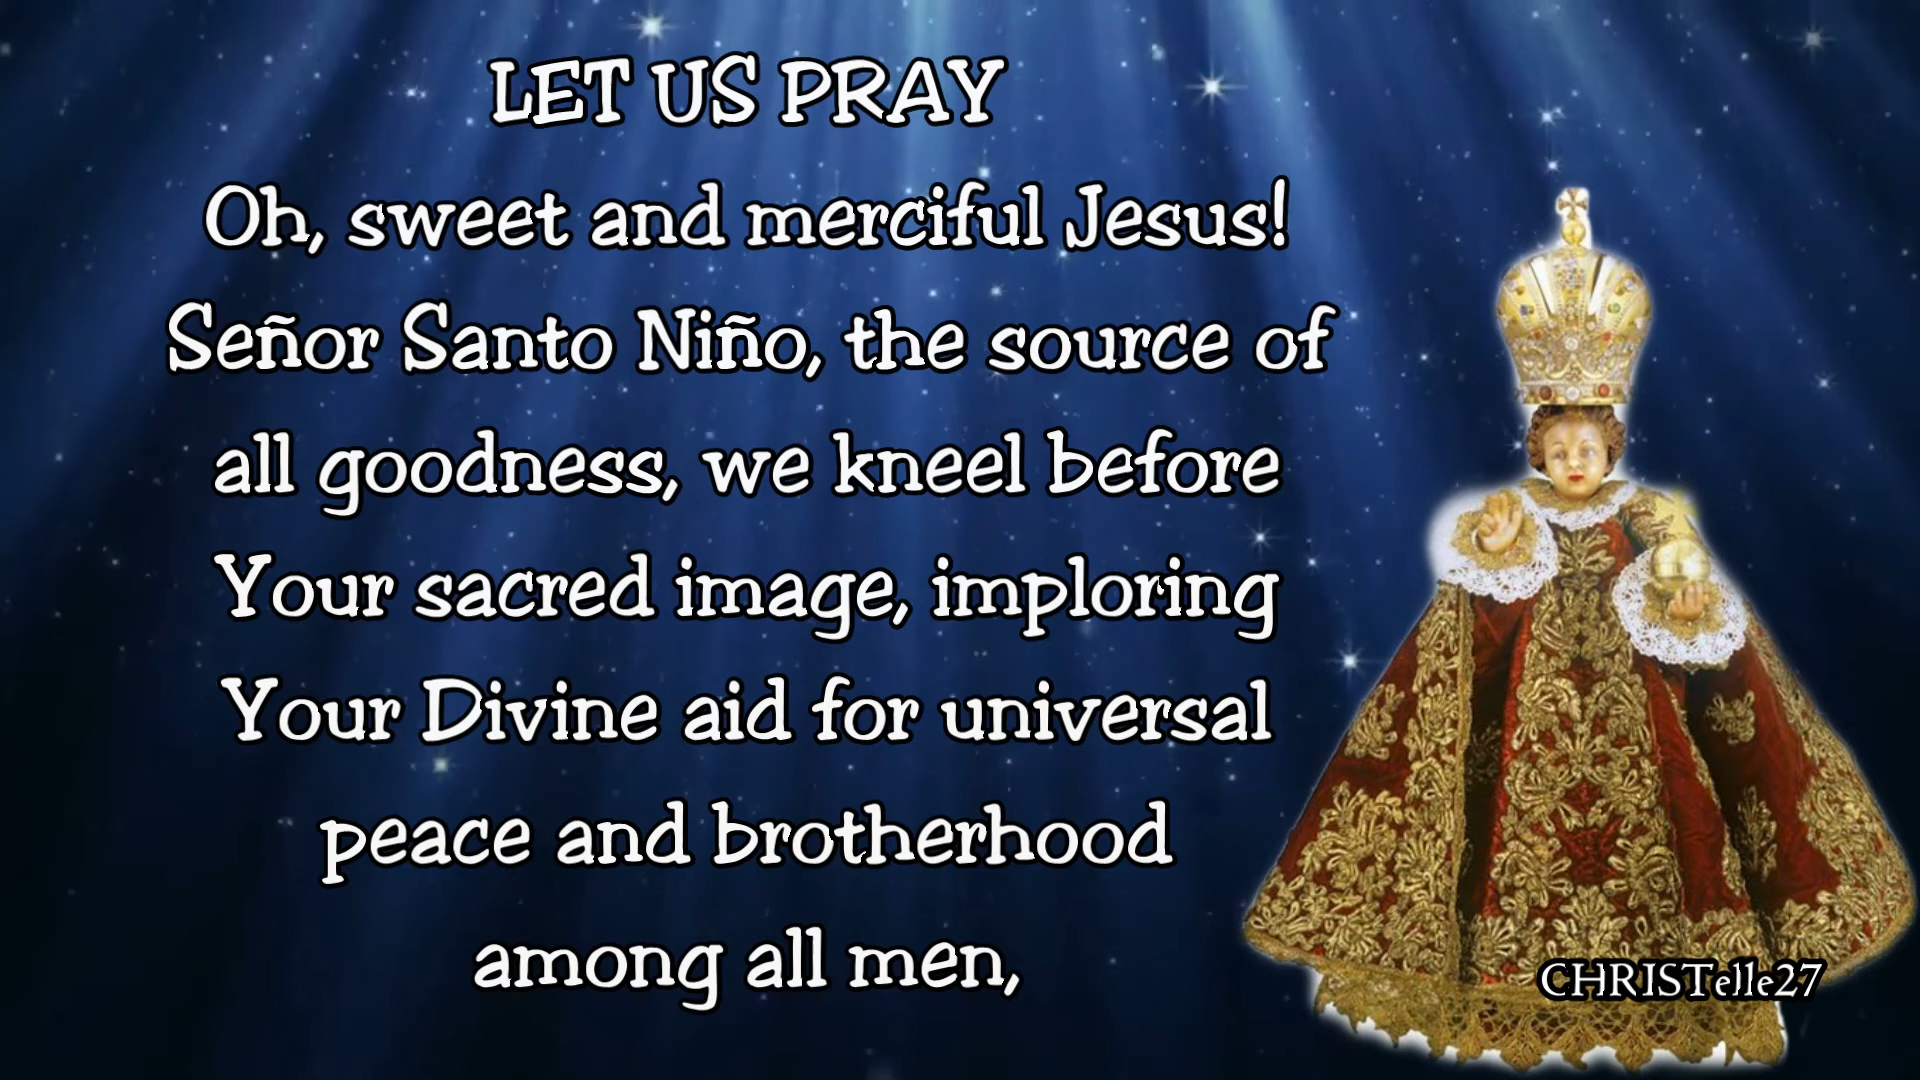 LET US PRAY
Oh, sweet and merciful Jesus!
Señor Santo Niño, the source of
all goodness, we kneel before
Your sacred image, imploring
Your Divine aid for universal
peace and brotherhood
among all men,
CHRISTelle27